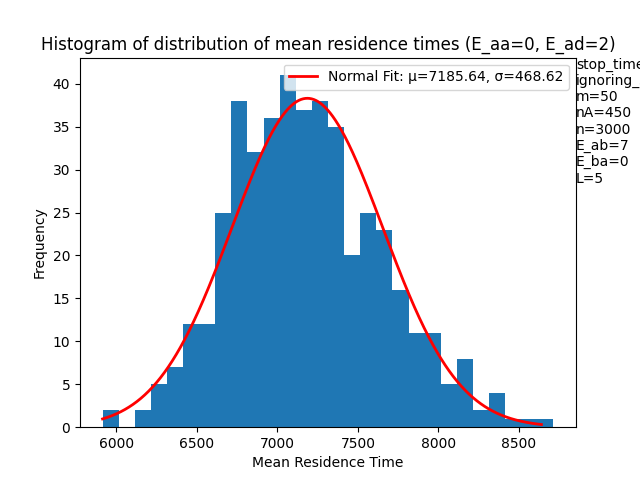 Histogram of distribution of mean residence times (E_aa=0, E_ad=2)
Normal Fit: μ=7185.64, σ=468.62
stop_time
ignoring_
m=50
nA=450
n=3000
E_ab=7
E_ba=0
L=5
Frequency
40
35
30
25
20
15
10
5
0
6000 6500 7000 7500 8000 8500
Mean Residence Time